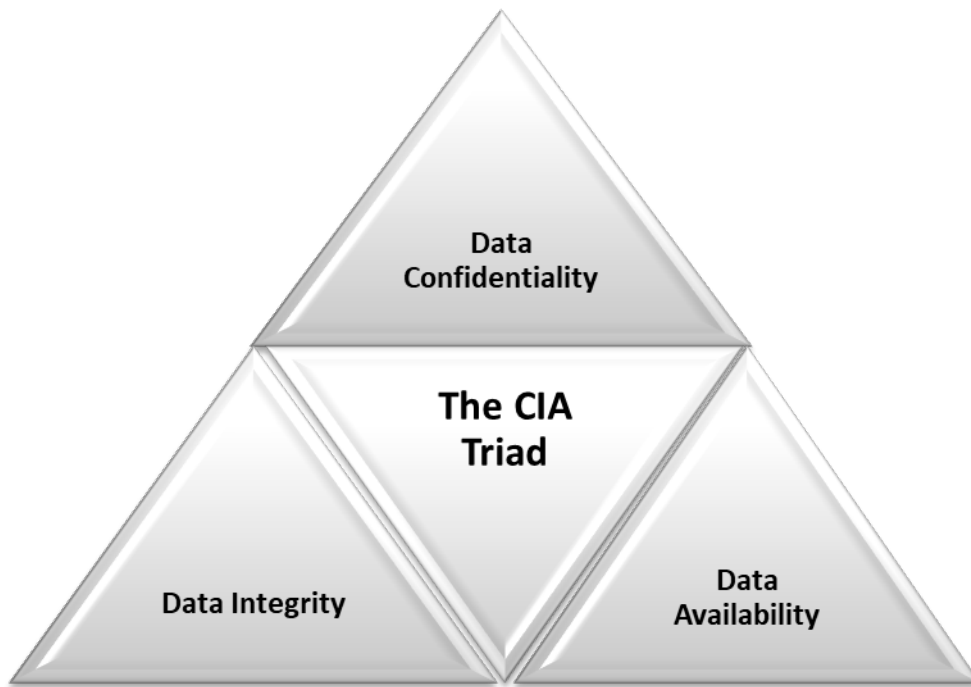 Data
Confidentiality
The CIA
Triad
Data Integrity
Data
Availability